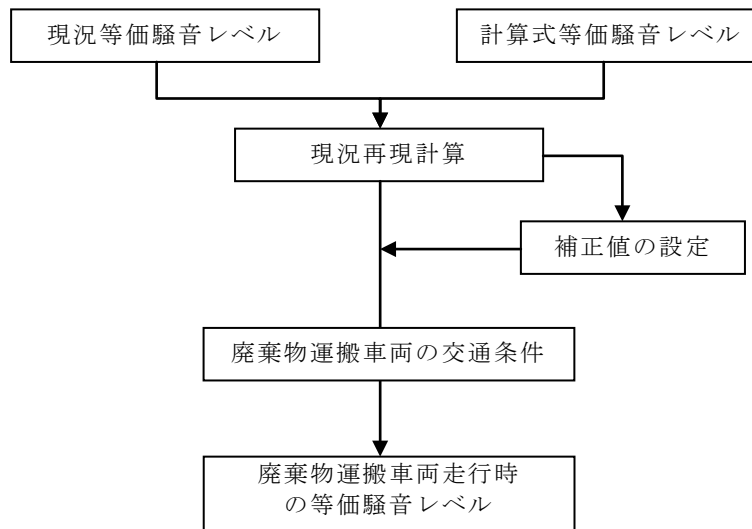 現況等価騒音レベル
計算式等価騒音レベル
現況再現計算
補正値の設定
廃棄物運搬車両の交通条件
廃棄物運搬車両走行時
の等価騒音レベル